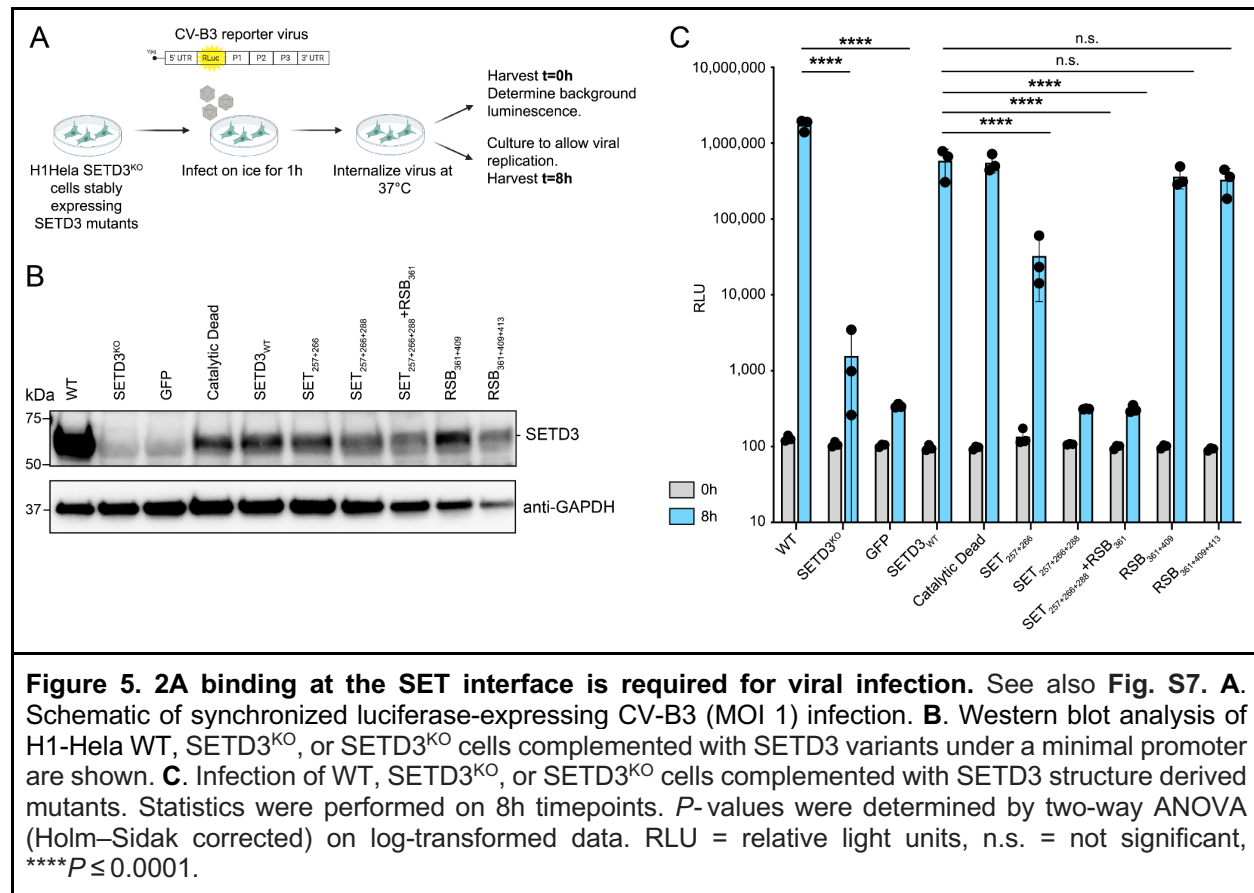 A
CV-B3 reporter virus
Vpg
5' UTR RLuc P1 P2 P3 3' UTR
H1Hela SETD3KO
cells stably
expressing
SETD3 mutants
Infect on ice for 1h
Internalize virus at
37°C
Harvest t=0h
Determine background
luminescence.
Culture to allow viral
replication.
Harvest t=8h
B
kDa
WT
SETD3KO
GFP
Catalytic Dead
SETD3WT
SET257+266
SET257+266+288
SET257+266+288+RSB361
RSB361+409
RSB361+409+413
75
50
SETD3
37
anti-GAPDH
C
n.s.
****
n.s.
****
****
****
****
10,000,000
1,000,000
100,000
10,000
1,000
100
10
RLU
0h
8h
WT
SETD3KO
GFP
SETD3WT
Catalytic Dead
SET257+266
SET257+266+288
SET257+266+288+RSB361
RSB361+409
RSB361+409+413
Figure 5. 2A binding at the SET interface is required for viral infection. See also Fig. S7. A.
Schematic of synchronized luciferase-expressing CV-B3 (MOI 1) infection. B. Western blot analysis of
H1-Hela WT, SETD3KO, or SETD3KO cells complemented with SETD3 variants under a minimal promoter
are shown. C. Infection of WT, SETD3KO, or SETD3KO cells complemented with SETD3 structure derived
mutants. Statistics were performed on 8h timepoints. P-values were determined by two-way ANOVA
(Holm–Sidak corrected) on log-transformed data. RLU = relative light units, n.s. = not significant,
****P ≤ 0.0001.